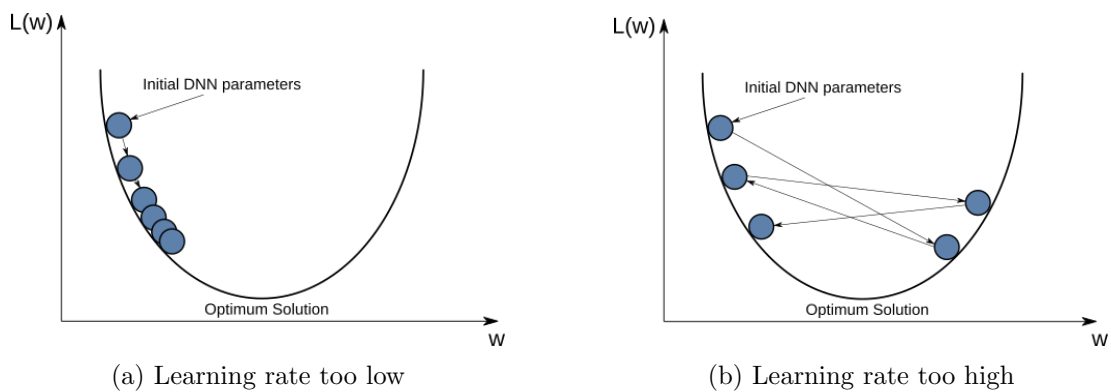 L(w)
Initial DNN parameters
Optimum Solution
w
(a) Learning rate too low
L(w)
Initial DNN parameters
Optimum Solution
w
(b) Learning rate too high